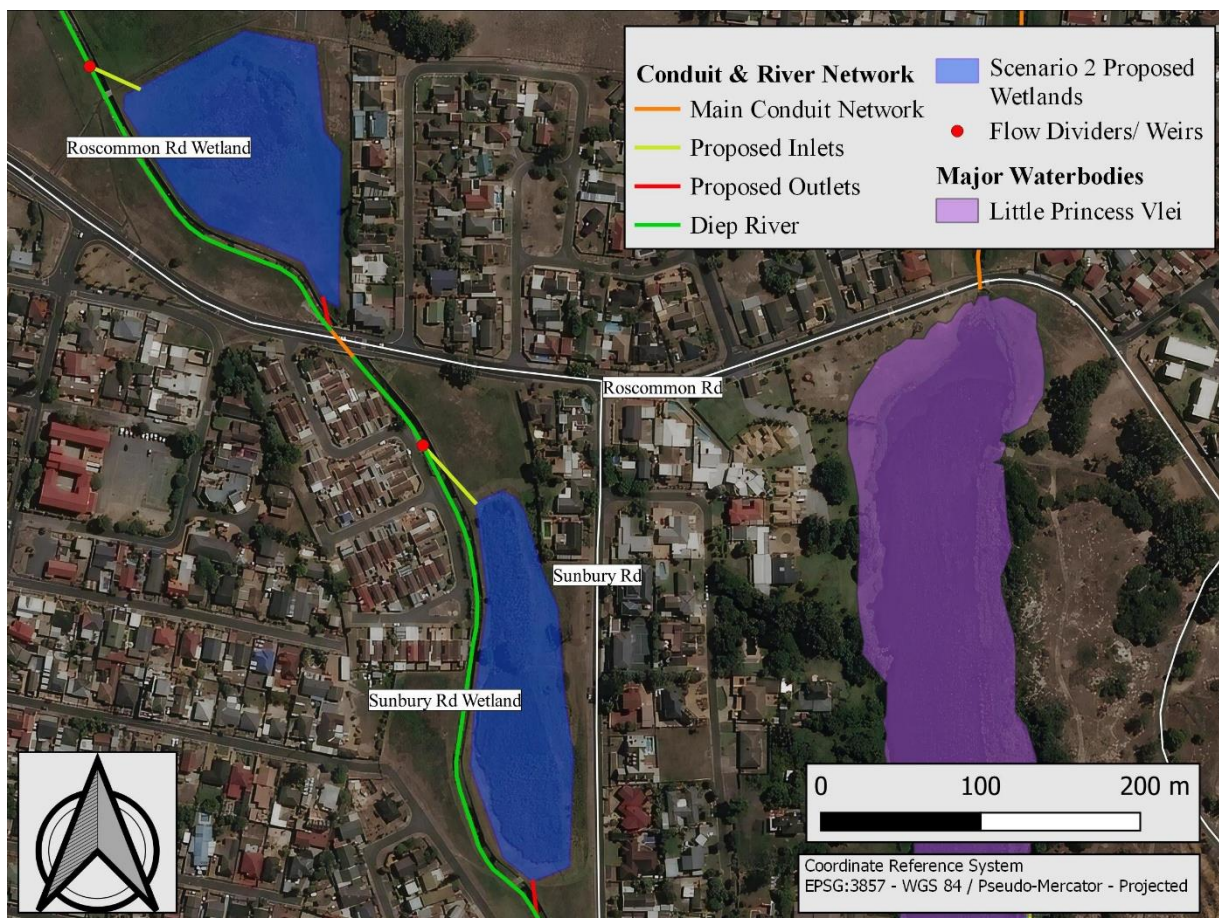 Conduit & River Network
Main Conduit Network
Proposed Inlets
Proposed Outlets
Diep River
Scenario 2 Proposed
Wetlands
Flow Dividers/ Weirs
Major Waterbodies
Little Princess Vlei
Roscommon Rd Wetland
Roscommon Rd
Sunbury Rd
Sunbury Rd Wetland
0 100 200 m
Coordinate Reference System
EPSG:3857 - WGS 84 / Pseudo-Mercator - Projected